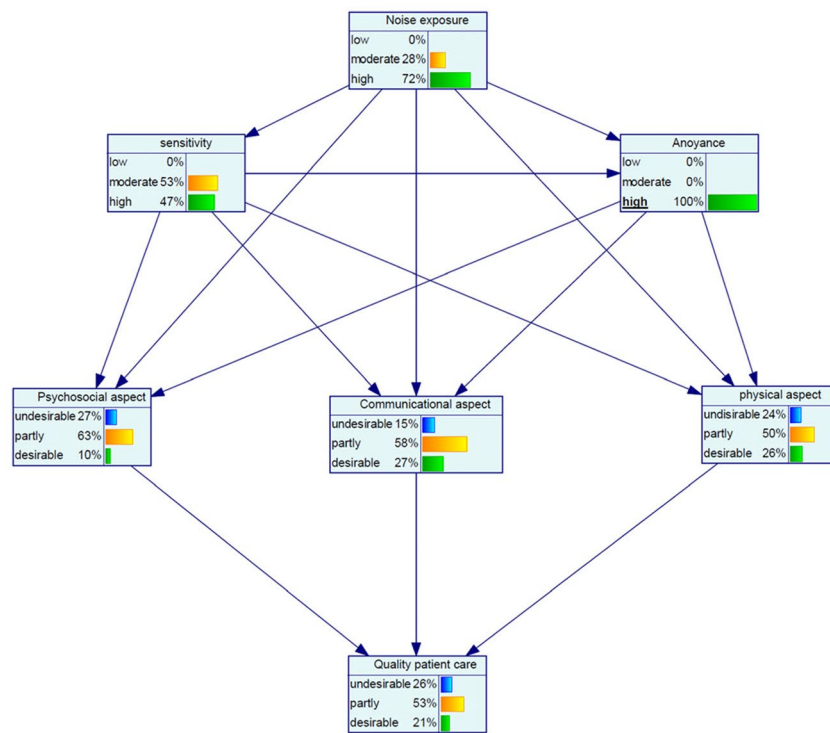 Noise exposure
low 0%
moderate 28%
high 72%
sensitivity
low 0%
moderate 53%
high 47%
Anoyance
low 0%
moderate 0%
high 100%
Psychosocial aspect
undesirable 27%
partly 63%
desirable 10%
Communicational aspect
undesirable 15%
partly 58%
desirable 27%
physical aspect
undisirable 24%
partly 50%
desirable 26%
Quality patient care
undesirable 26%
partly 53%
desirable 21%